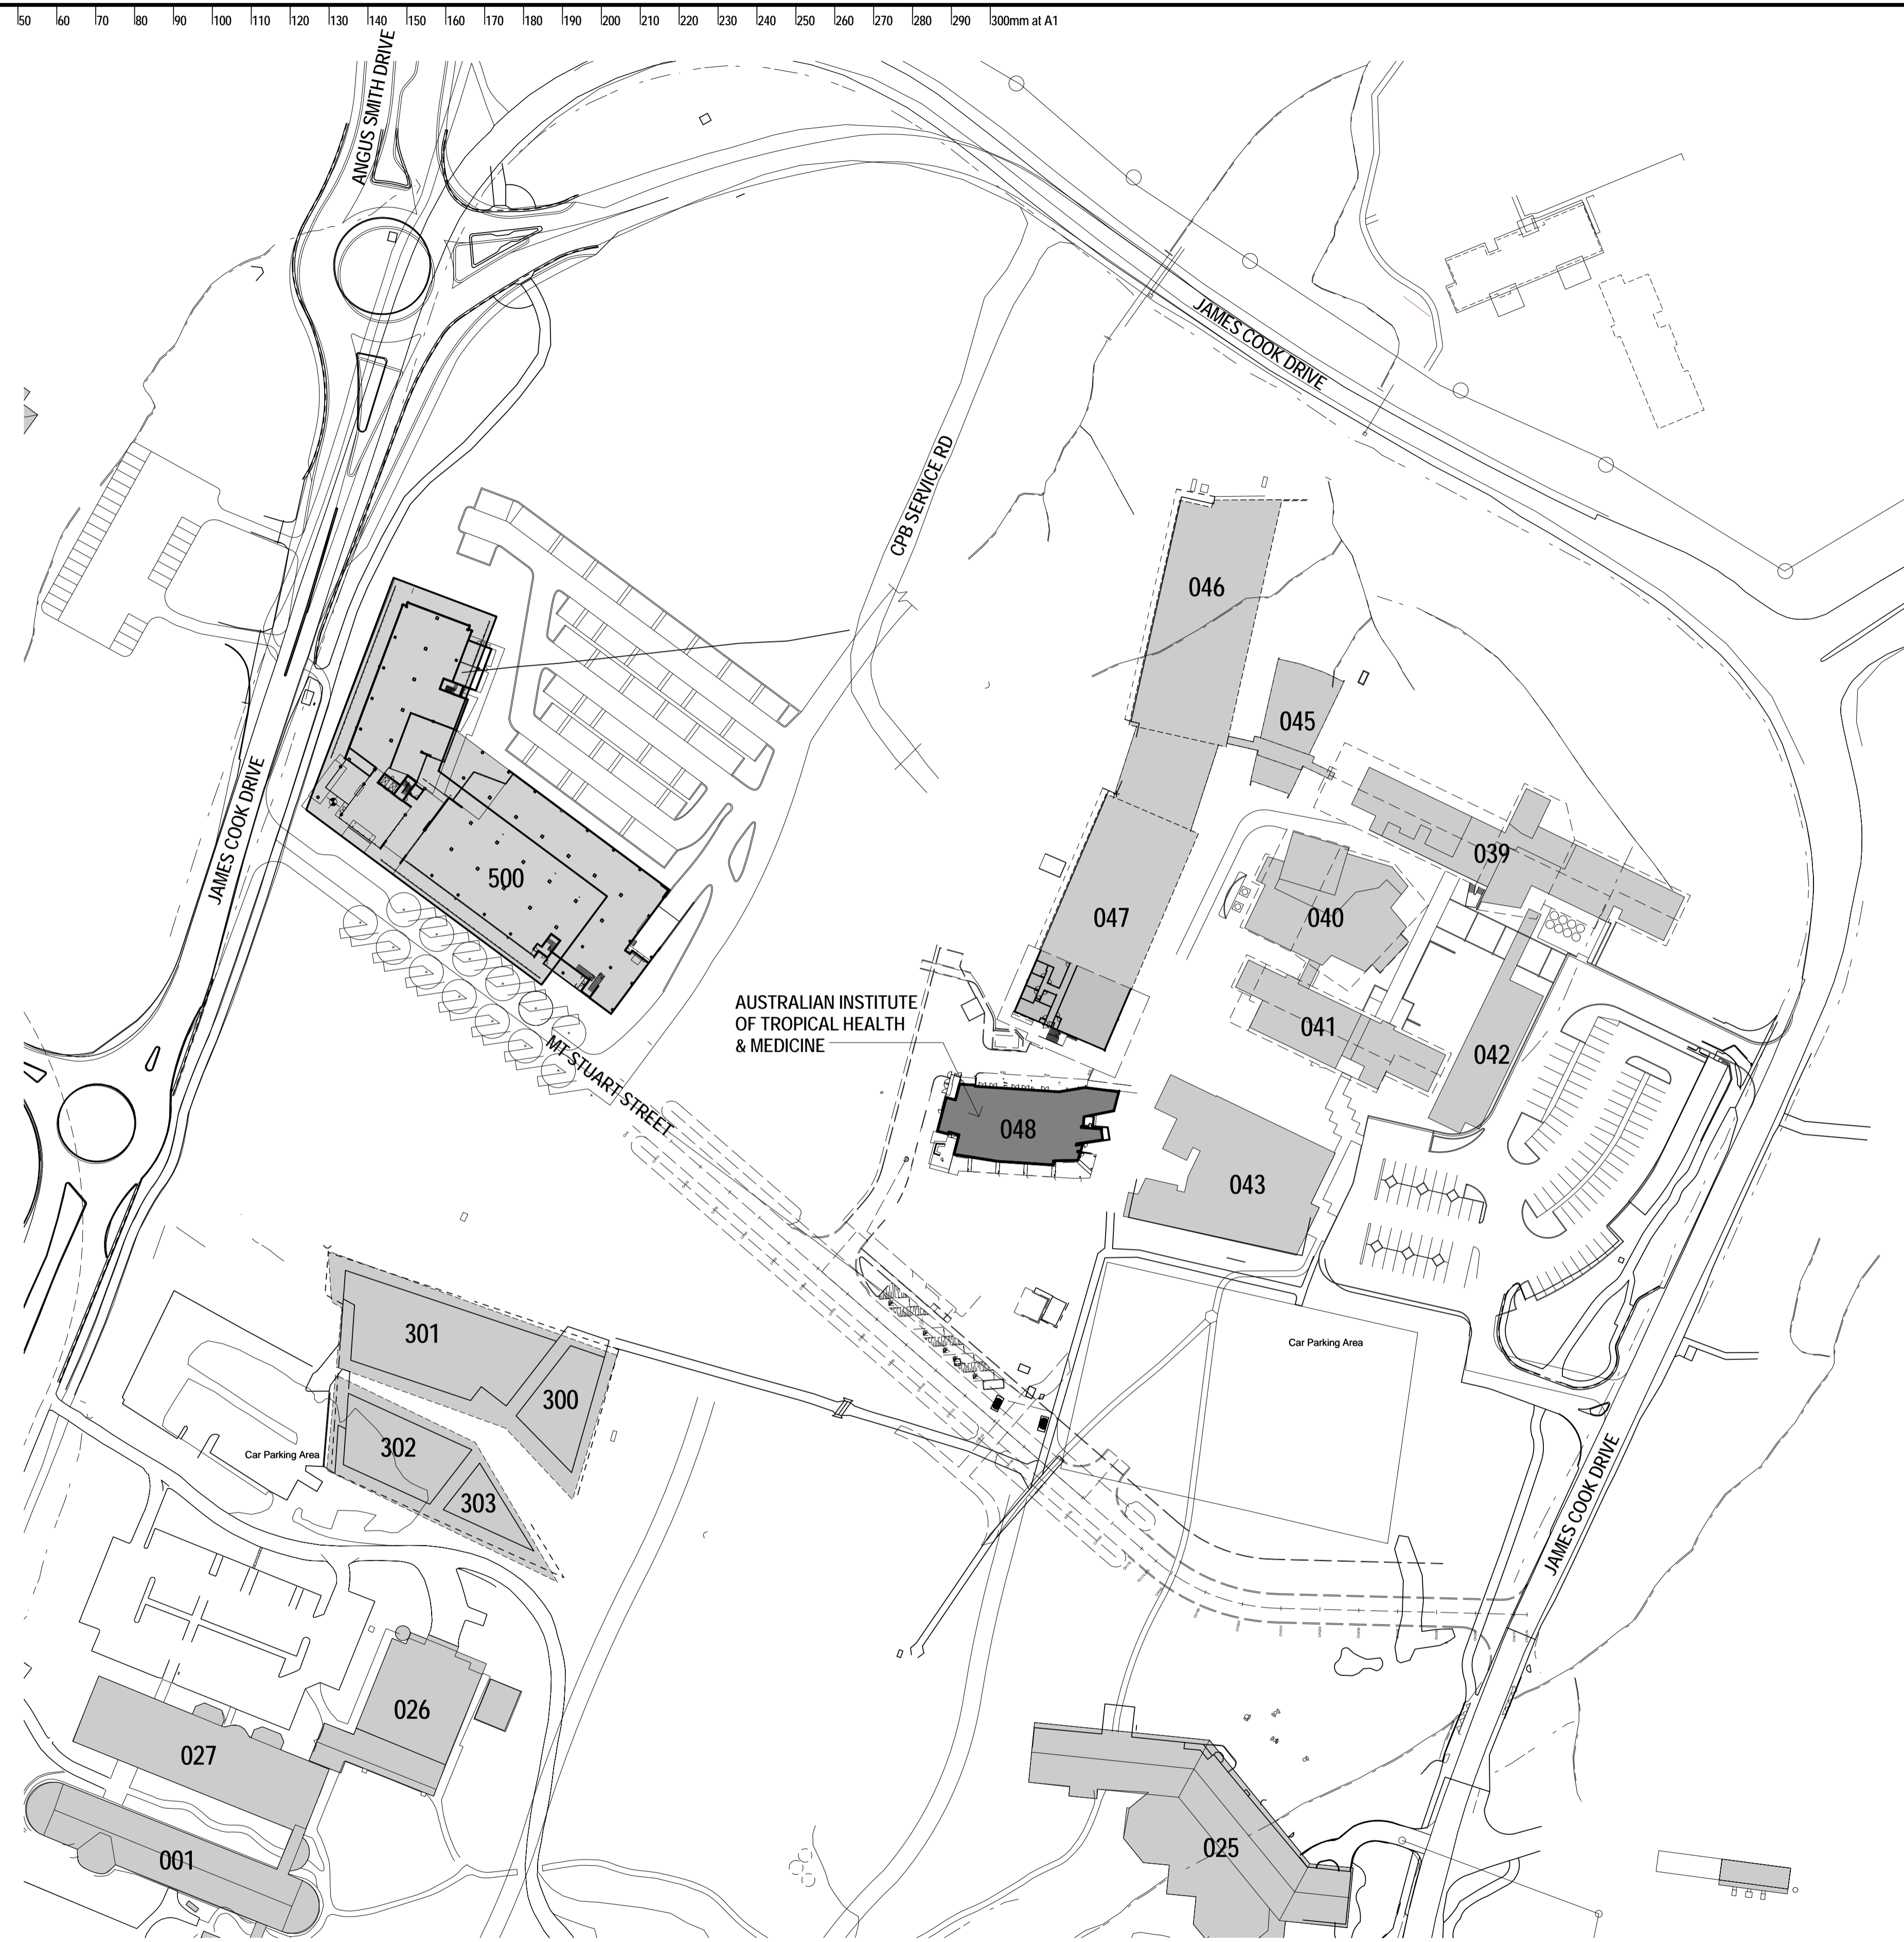 50 60 70 80 90 100 110 120 130 140 150 160 170 180 190 200 210 220 230 240 250 260 270 280 290 300mm at A1
ANGUS SMITH DRIVE
JAMES COOK DRIVE
CPB SERVICE RD
046
045
JAMES COOK DRIVE
039
500
047
040
AUSTRALIAN INSTITUTE
OF TROPICAL HEALTH
& MEDICINE
041
042
MT STUART STREET
048
043
301
Car Parking Area
300
302
Car Parking Area
303
JAMES COOK DRIVE
026
027
025
001